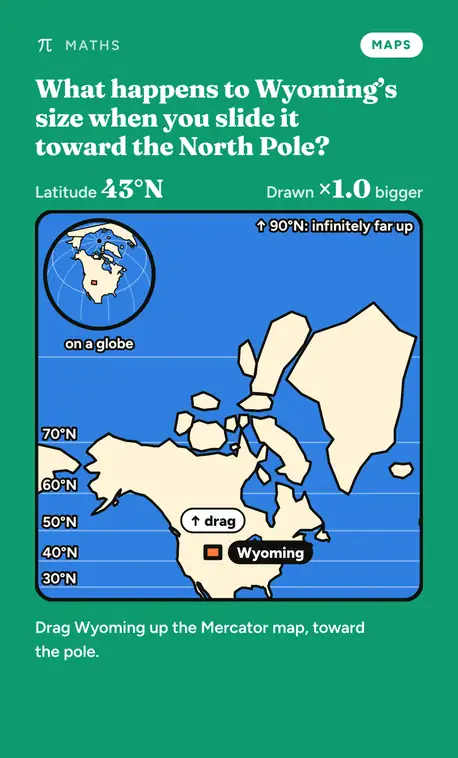 π MATHS
MAPS
What happens to Wyoming’s
size when you slide it
toward the North Pole?
Latitude 43°N
Drawn ×1.0 bigger
↑ 90°N: infinitely far up
on a globe
70°N
60°N
50°N
↑ drag
40°N
Wyoming
30°N
Drag Wyoming up the Mercator map, toward
the pole.